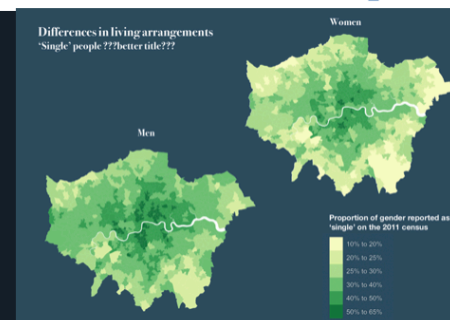 Differences in living arrangements
'Single' people ???better title???
Women
Men
Proportion of gender reported as
'single' on the 2011 census
10% to 20%
20% to 25%
25% to 30%
30% to 40%
40% to 50%
50% to 65%